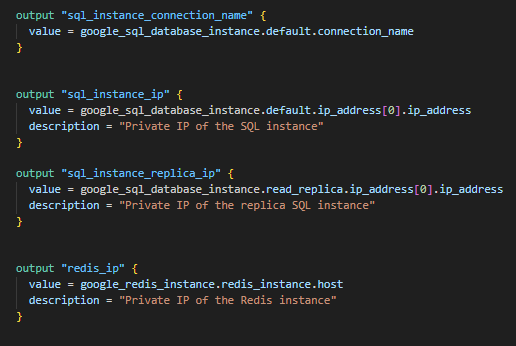 output "sql_instance_connection_name" {
  value = google_sql_database_instance.default.connection_name
}
output "sql_instance_ip" {
  value = google_sql_database_instance.default.ip_address[0].ip_address
  description = "Private IP of the SQL instance"
}
output "sql_instance_replica_ip" {
  value = google_sql_database_instance.read_replica.ip_address[0].ip_address
  description = "Private IP of the replica SQL instance"
}
output "redis_ip" {
  value = google_redis_instance.redis_instance.host
  description = "Private IP of the Redis instance"
}